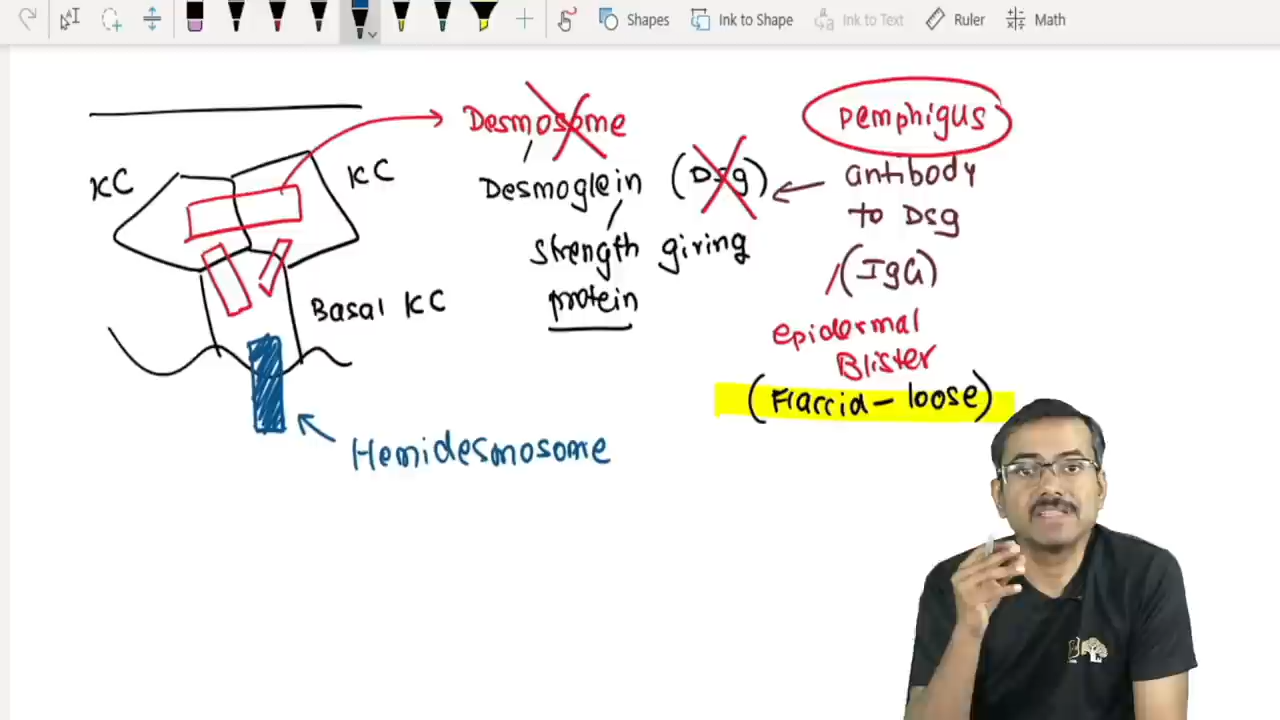 Shapes
Ink to Shape
Ink to Text
Ruler
Math
Desmosome
Desmoglein (Dsg)
strength giving
protein
KC
KC
Basal KC
Hemidesmosome
Pemphigus
antibody
to Dsg
(IgG)
epidermal
Blister
(Flaccid - loose)